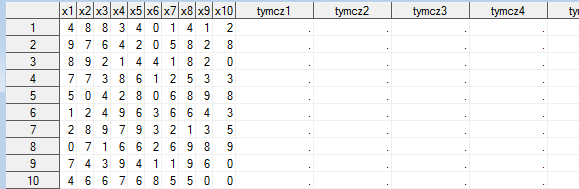 x1 x2 x3 x4 x5 x6 x7 x8 x9 x10 tymcz1 tymcz2 tymcz3 tymcz4 tymcz
1 4 8 8 3 4 0 1 4 1 2 . . . .
2 9 7 6 4 2 0 5 8 2 8 . . . .
3 8 9 2 1 4 4 1 8 2 0 . . . .
4 7 7 3 8 6 1 2 5 3 3 . . . .
5 5 0 4 2 8 0 6 8 9 8 . . . .
6 1 2 4 9 6 3 6 6 4 3 . . . .
7 2 8 9 7 9 3 2 1 3 5 . . . .
8 0 7 1 6 6 2 6 9 8 9 . . . .
9 7 4 3 9 4 1 1 9 6 0 . . . .
10 4 6 6 7 6 8 5 5 0 0 . . . .